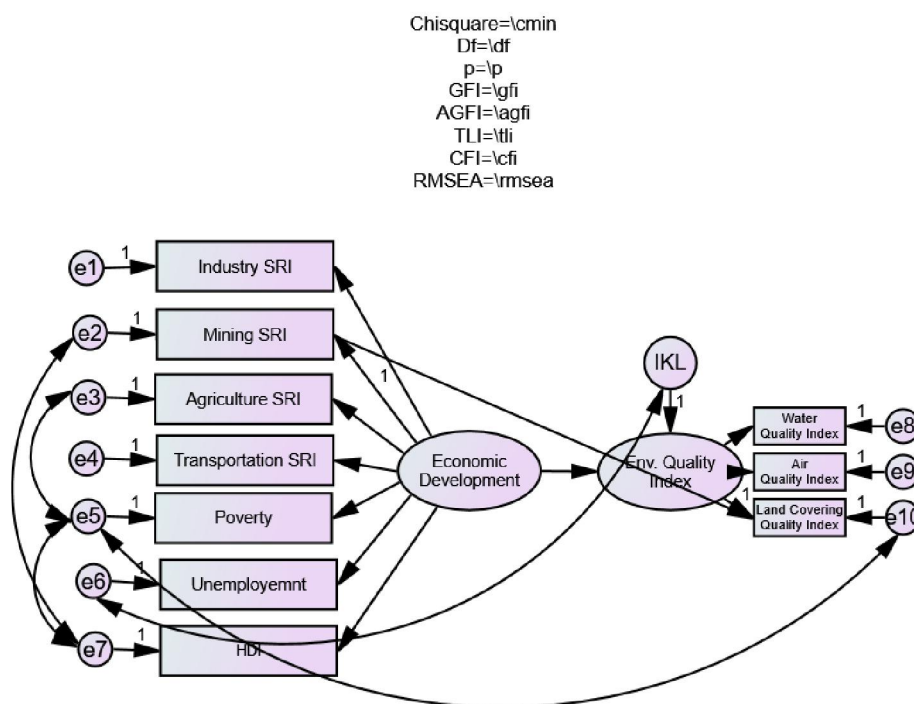 Chisquare=\cmin
Df=\df
p=\p
GFI=\gfi
AGFI=\agfi
TLI=\tli
CFI=\cfi
RMSEA=\rmsea
e1
1
Industry SRI
e2
1
Mining SRI
1
IKL
1
e3
1
Agriculture SRI
Water
Quality Index
1
e8
e4
1
Transportation SRI
Economic
Development
Env. Quality
Index
Air
Quality Index
1
e9
e5
1
Poverty
1
Land Covering
Quality Index
1
e10
e6
1
Unemployemnt
e7
1
HDI